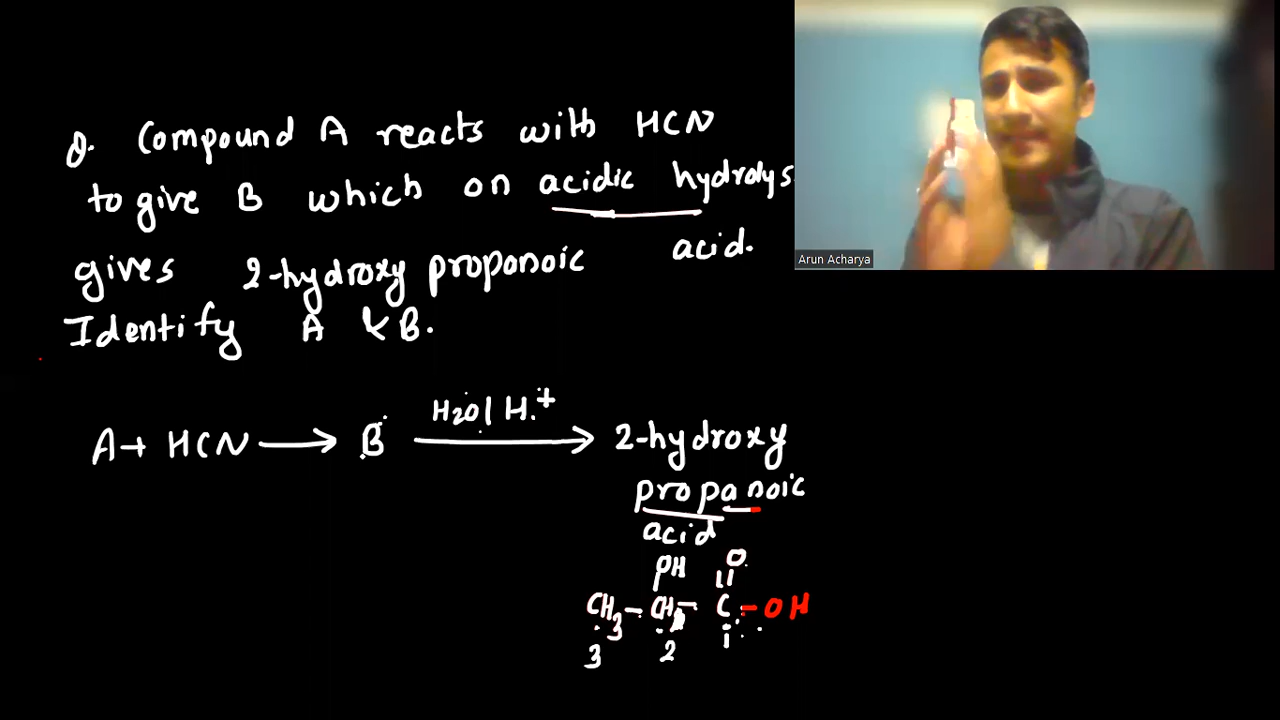 Q. Compound A reacts with HCN
to give B which on acidic hydrolys
gives 2-hydroxy propanoic acid.
Identify A & B.
Arun Acharya
A+ HCN → B H2O/H+ → 2-hydroxy
propanoic
acid
OH O
CH3-CH-C-OH
3 2 1